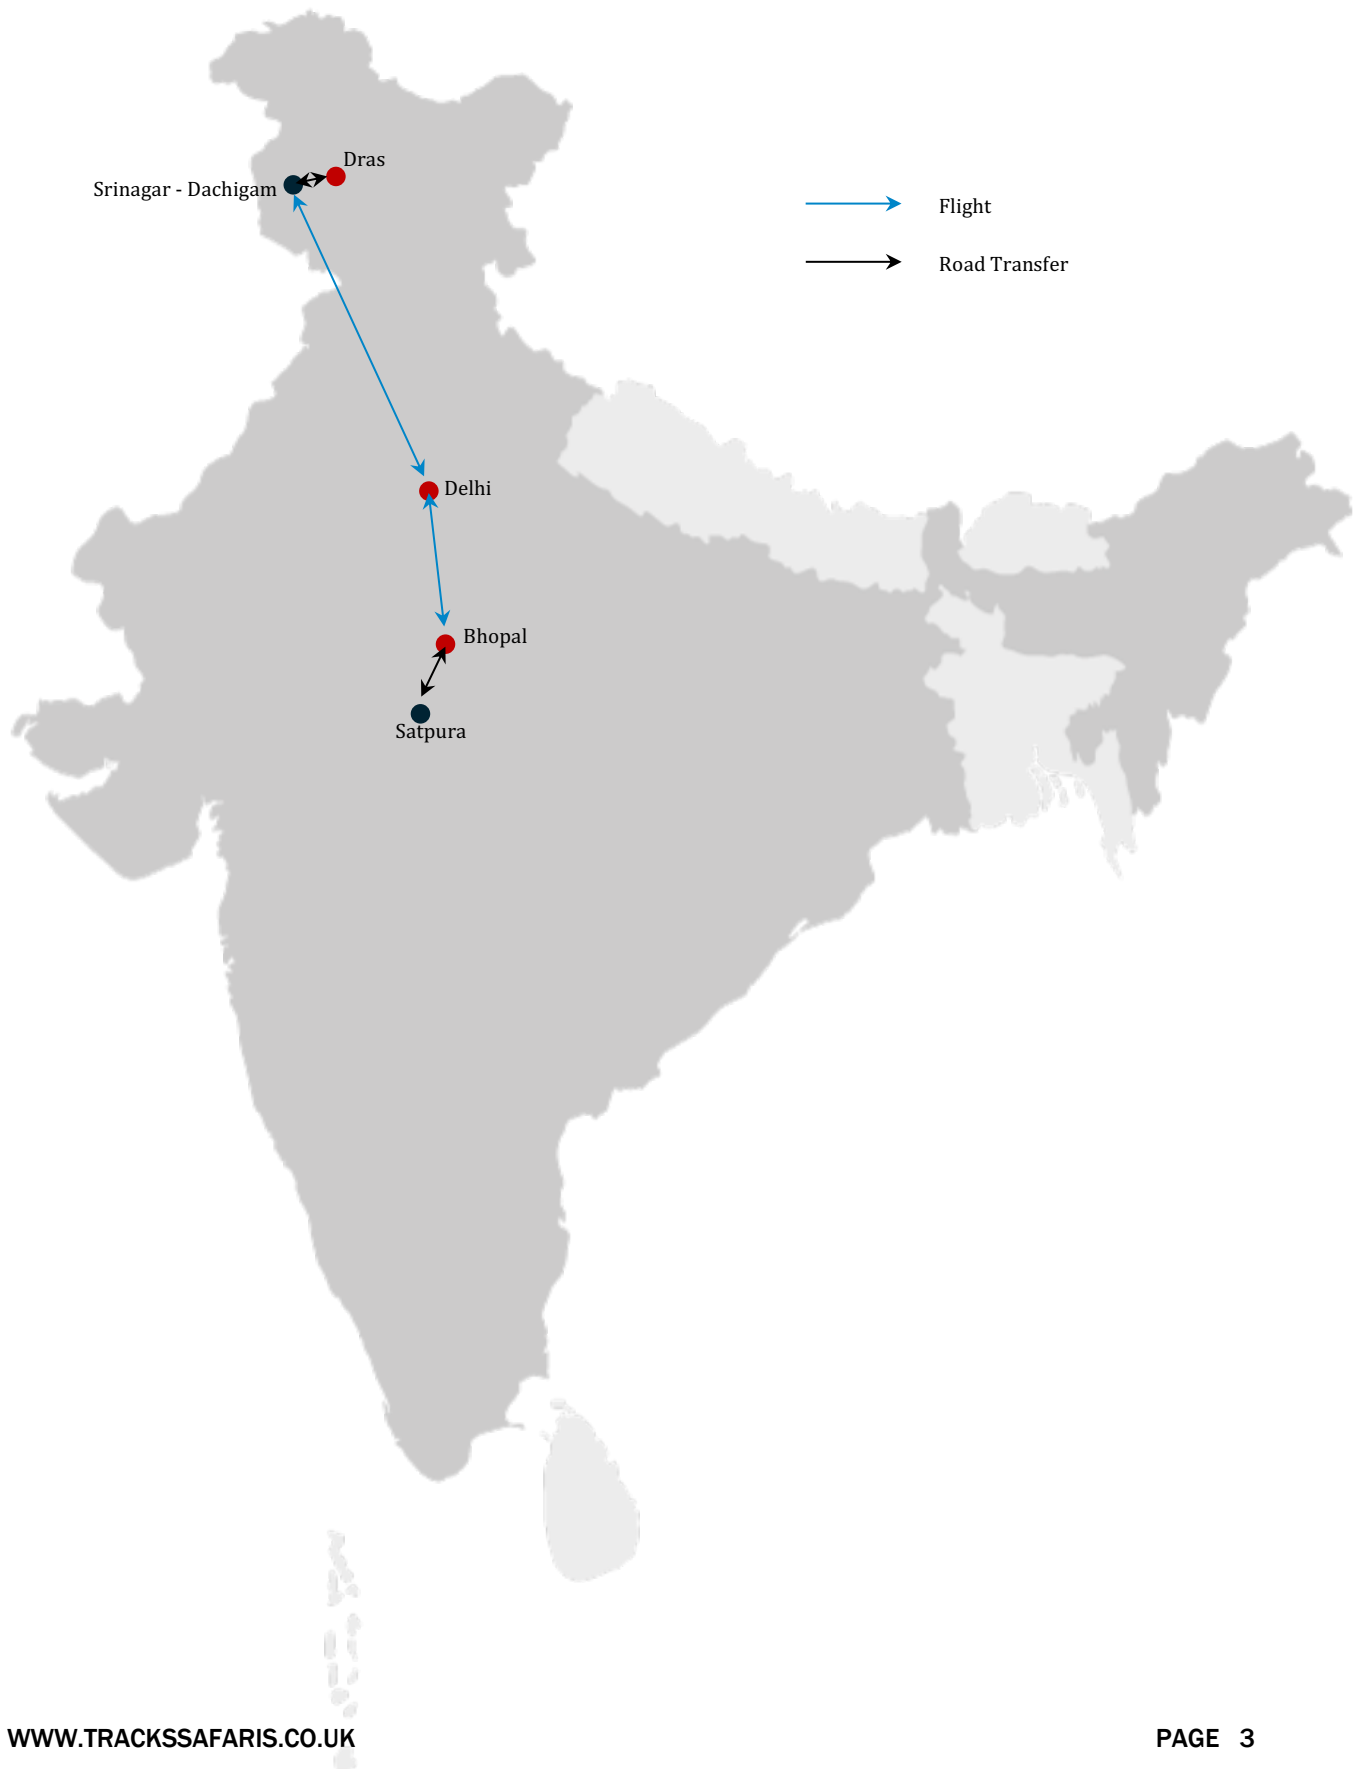 Dras
Srinagar - Dachigam
Flight
Road Transfer
Delhi
Bhopal
Satpura
WWW.TRACKSSAFARIS.CO.UK
PAGE 3